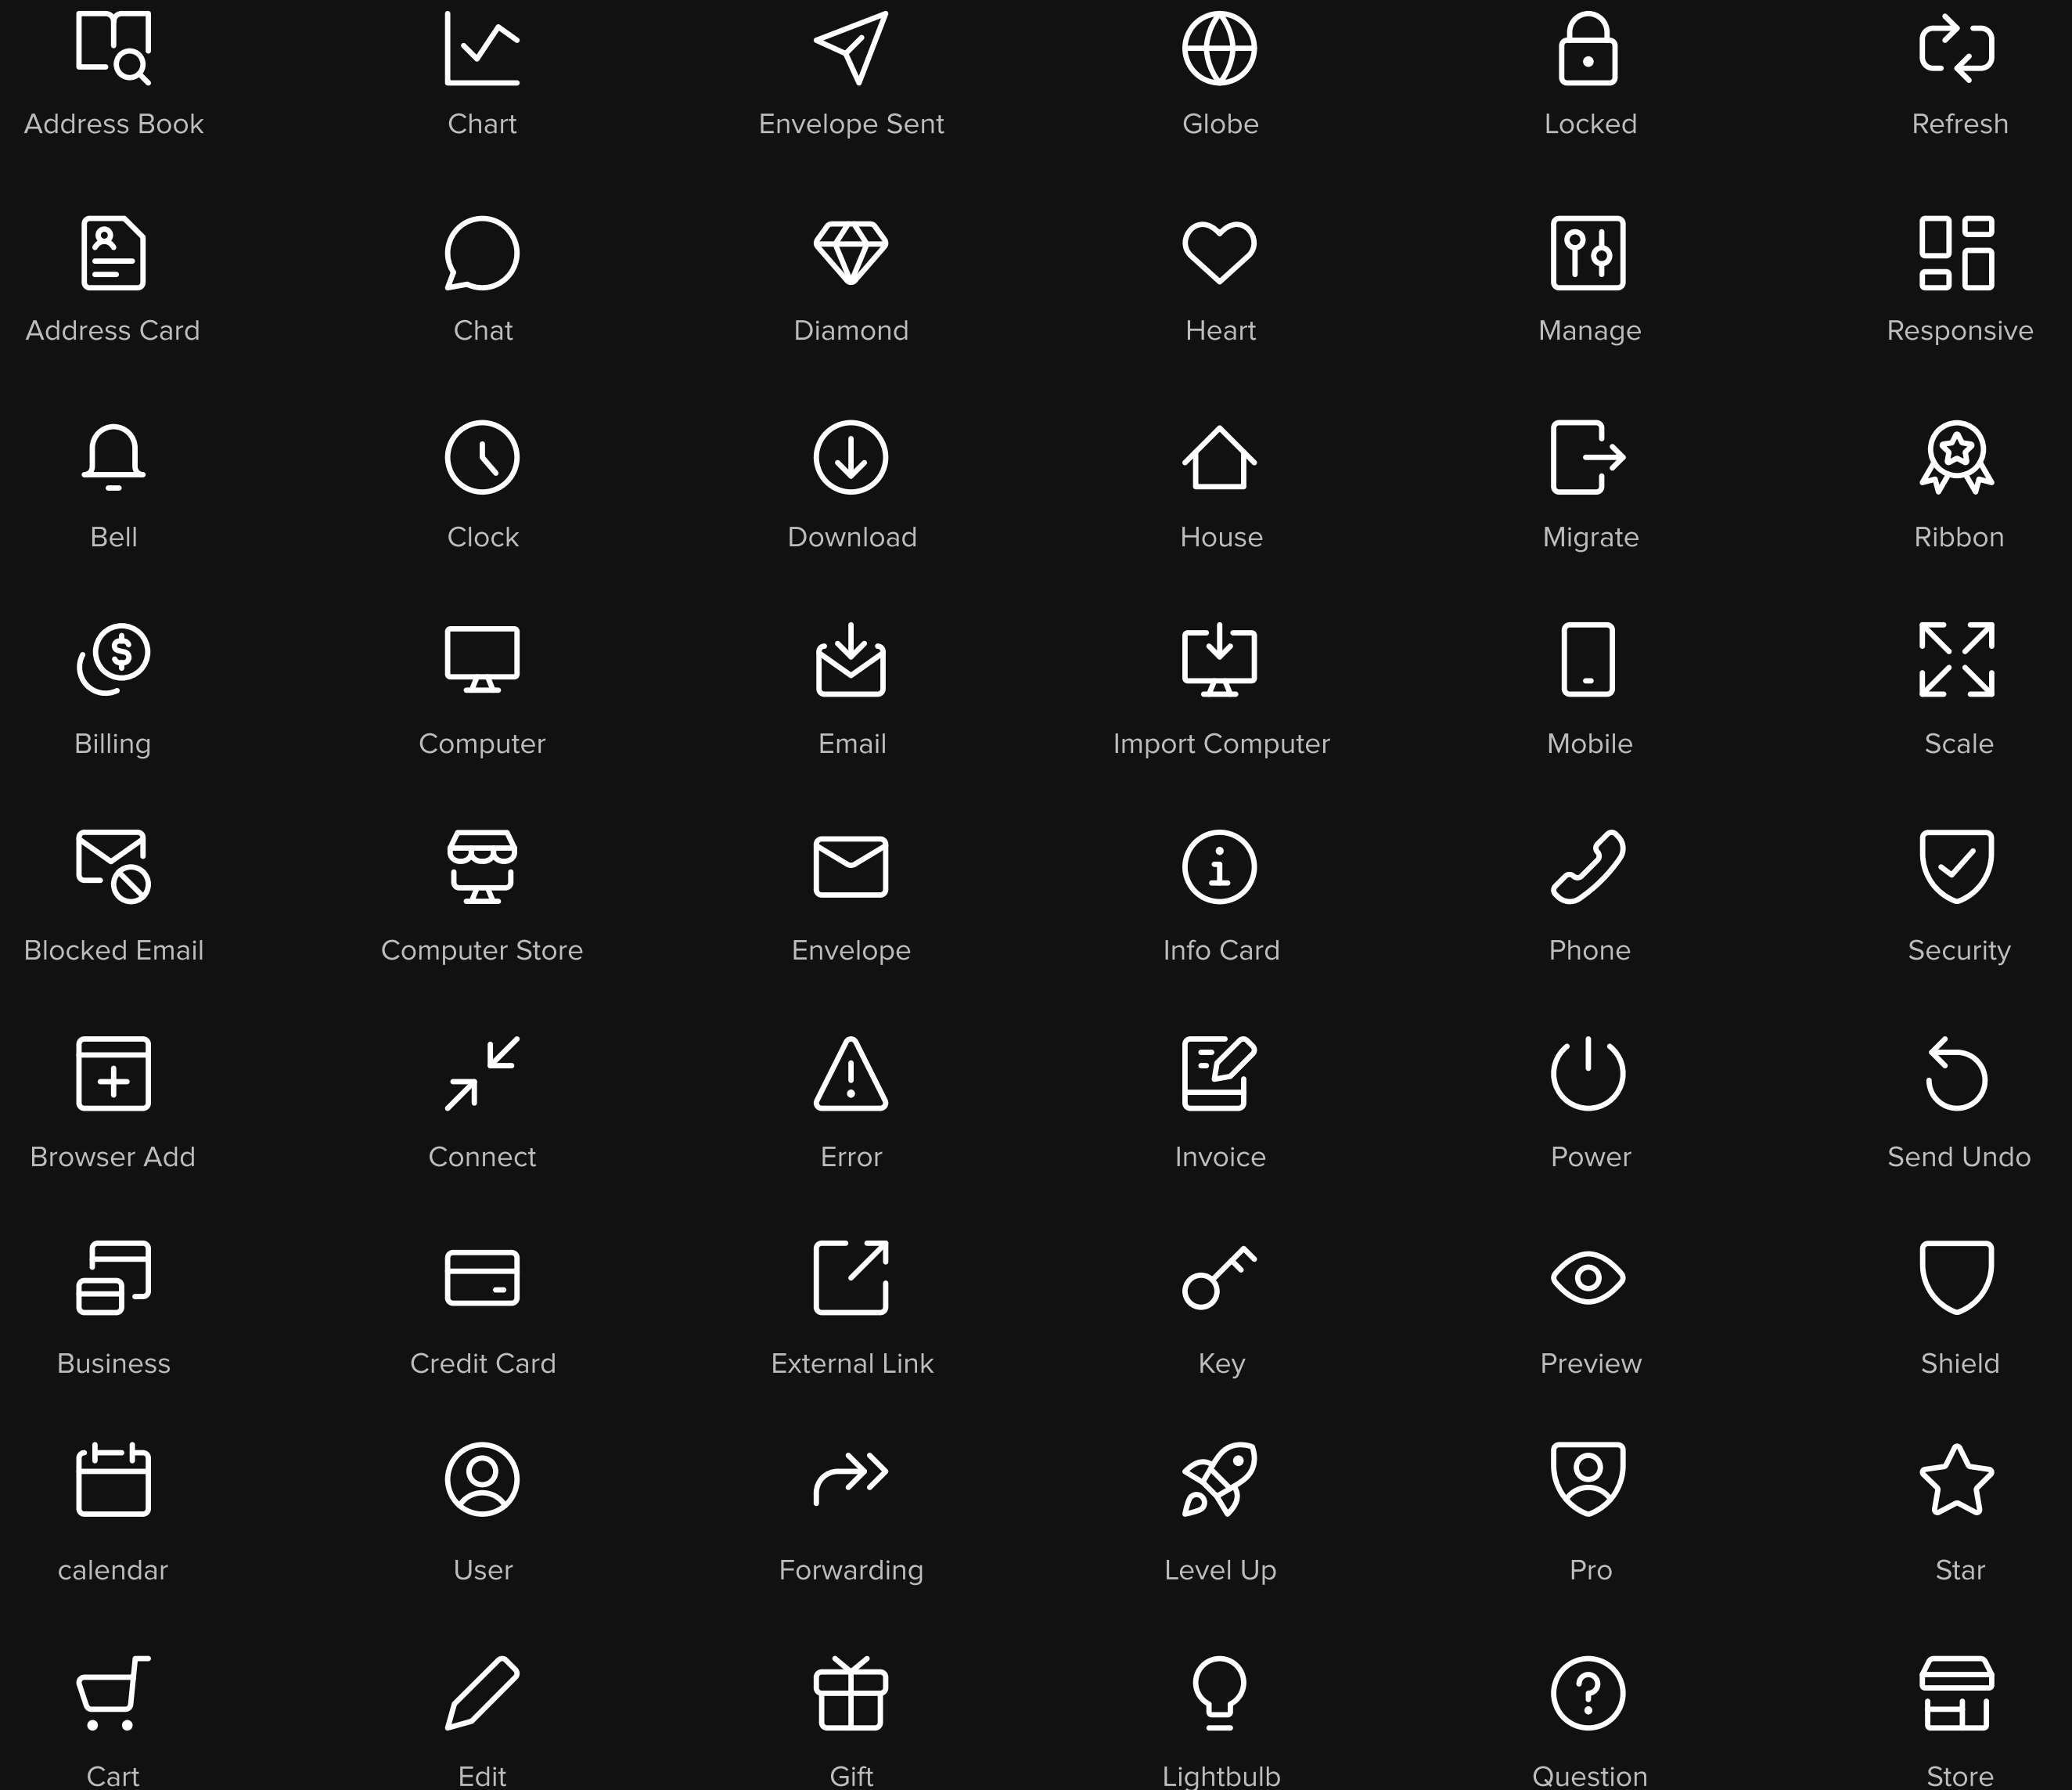 Address Book
Chart
Envelope Sent
Globe
Locked
Refresh
Address Card
Chat
Diamond
Heart
Manage
Responsive
Bell
Clock
Download
House
Migrate
Ribbon
Billing
Computer
Email
Import Computer
Mobile
Scale
Blocked Email
Computer Store
Envelope
Info Card
Phone
Security
Browser Add
Connect
Error
Invoice
Power
Send Undo
Business
Credit Card
External Link
Key
Preview
Shield
calendar
User
Forwarding
Level Up
Pro
Star
Cart
Edit
Gift
Lightbulb
Question
Store